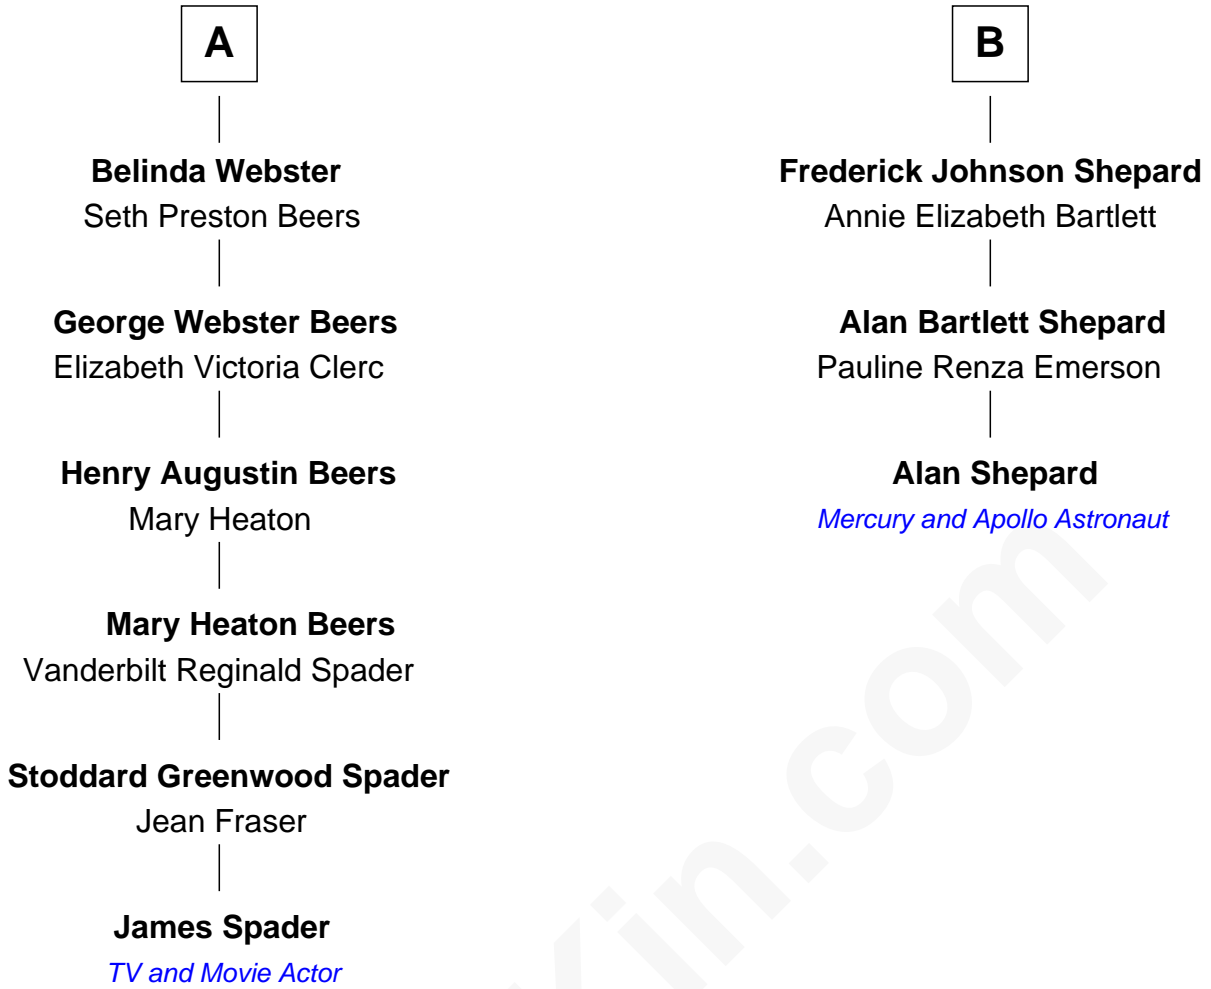 A
Belinda Webster
Seth Preston Beers
George Webster Beers
Elizabeth Victoria Clerc
Henry Augustin Beers
Mary Heaton
Mary Heaton Beers
Vanderbilt Reginald Spader
Stoddard Greenwood Spader
Jean Fraser
James Spader
TV and Movie Actor
B
Frederick Johnson Shepard
Annie Elizabeth Bartlett
Alan Bartlett Shepard
Pauline Renza Emerson
Alan Shepard
Mercury and Apollo Astronaut
Kin.com